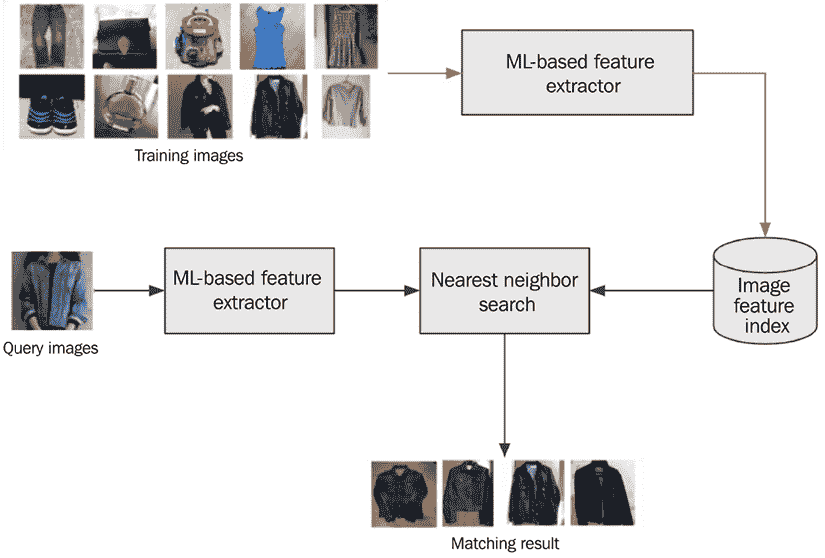 ML-based feature
extractor
Training images
ML-based feature
extractor
Nearest neighbor
search
Image
feature
index
Query images
Matching result